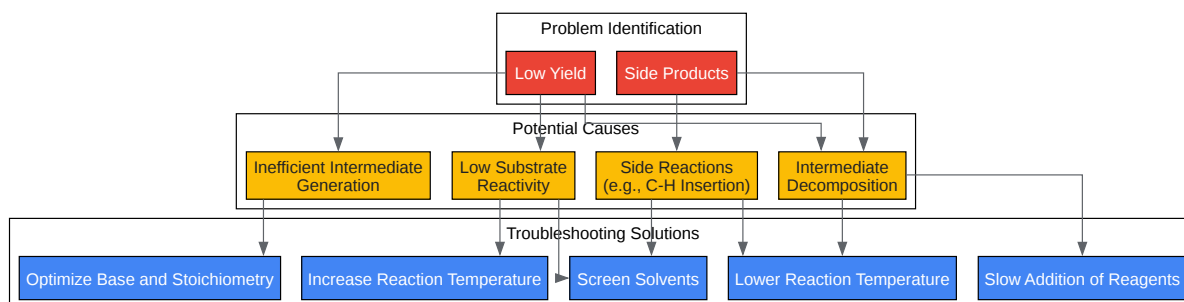 Problem Identification
Low Yield
Side Products
Potential Causes
Inefficient Intermediate
Generation
Low Substrate
Reactivity
Side Reactions
(e.g., C-H Insertion)
Intermediate
Decomposition
Troubleshooting Solutions
Optimize Base and Stoichiometry
Increase Reaction Temperature
Screen Solvents
Lower Reaction Temperature
Slow Addition of Reagents